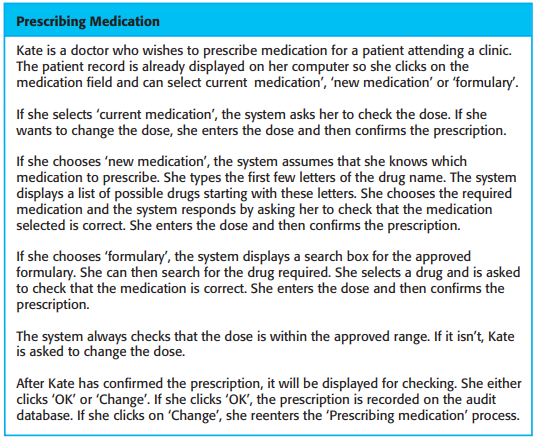 Prescribing Medication
Kate is a doctor who wishes to prescribe medication for a patient attending a clinic.
The patient record is already displayed on her computer so she clicks on the
medication field and can select current  medication’, ‘new medication’ or ‘formulary’.
If she selects ‘current medication’, the system asks her to check the dose. If she
wants to change the dose, she enters the dose and then confirms the prescription.
If she chooses ‘new medication’, the system assumes that she knows which
medication to prescribe. She types the first few letters of the drug name. The system
displays a list of possible drugs starting with these letters. She chooses the required
medication and the system responds by asking her to check that the medication
selected is correct. She enters the dose and then confirms the prescription.
If she chooses ‘formulary’, the system displays a search box for the approved
formulary. She can then search for the drug required. She selects a drug and is asked
to check that the medication is correct. She enters the dose and then confirms the
prescription.
The system always checks that the dose is within the approved range. If it isn’t, Kate
is asked to change the dose.
After Kate has confirmed the prescription, it will be displayed for checking. She either
clicks ‘OK’ or ‘Change’. If she clicks ‘OK’, the prescription is recorded on the audit
database. If she clicks on ‘Change’, she reenters the ‘Prescribing medication’ process.